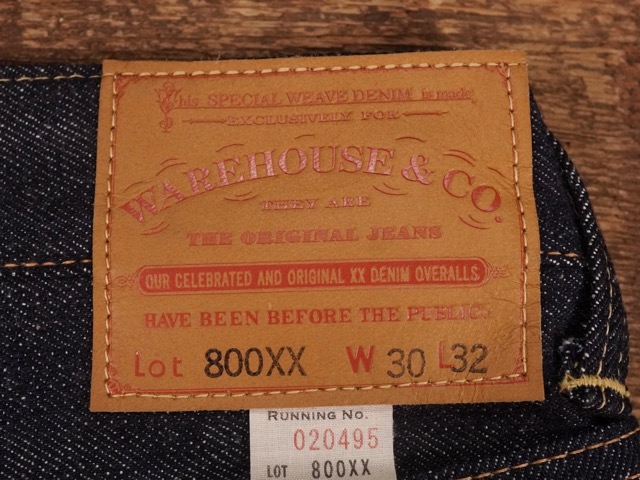 This SPECIAL WEAVE DENIM is made
EXCLUSIVELY FOR
WAREHOUSE & CO.
THEY ARE
THE ORIGINAL JEANS
OUR CELEBRATED AND ORIGINAL XX DENIM OVERALLS
HAVE BEEN BEFORE THE PUBLIC
Lot 800XX W 30 L 32
RUNNING No.
020495
LOT 800XX